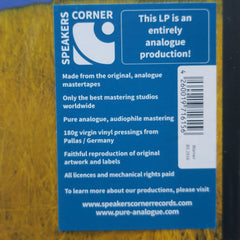 SPEAKERS
CORNER
This LP is an
entirely
analogue
production!
Made from the original, analogue
mastertapes
Only the best mastering studios
worldwide
Pure analogue, audiophile mastering
180g virgin vinyl pressings from
Pallas / Germany
Faithful reproduction of original
artwork and labels
All licences and mechanical rights paid
To learn more about our productions, please visit
www.speakerscornerrecords.com
www.pure-analogue.com
4260019716156